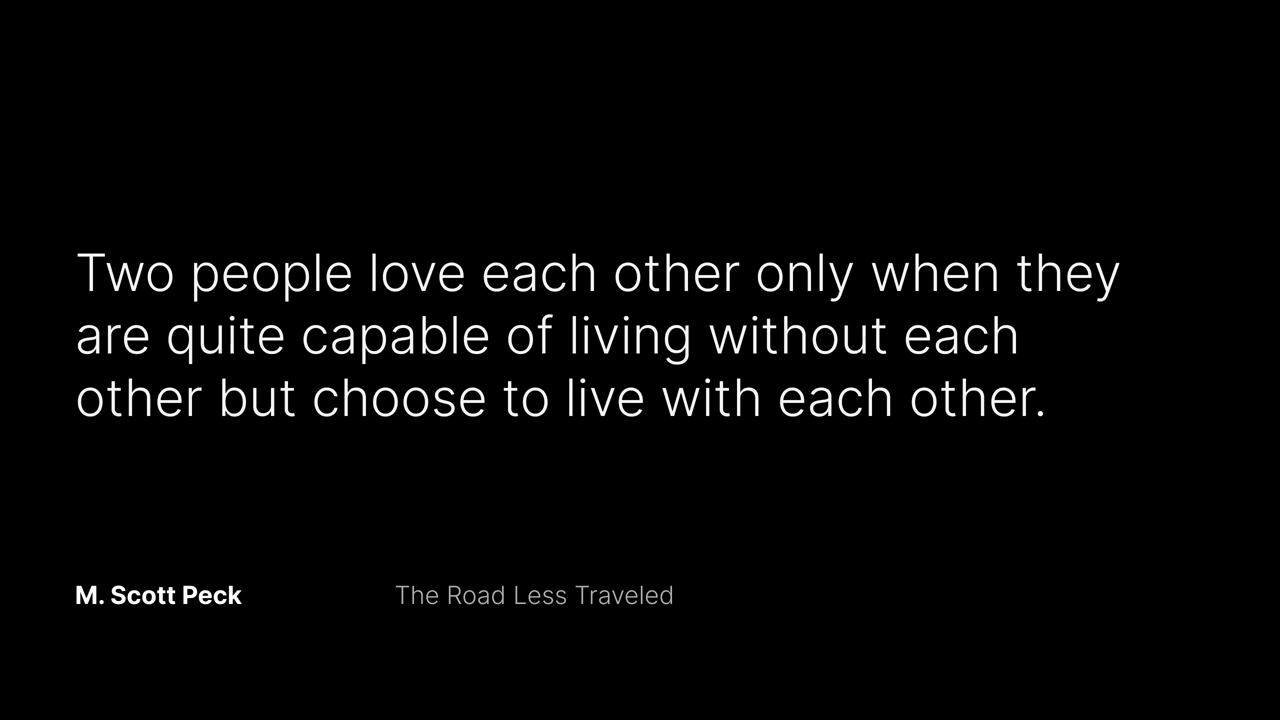 Two people love each other only when they
are quite capable of living without each
other but choose to live with each other.
M. Scott Peck
The Road Less Traveled